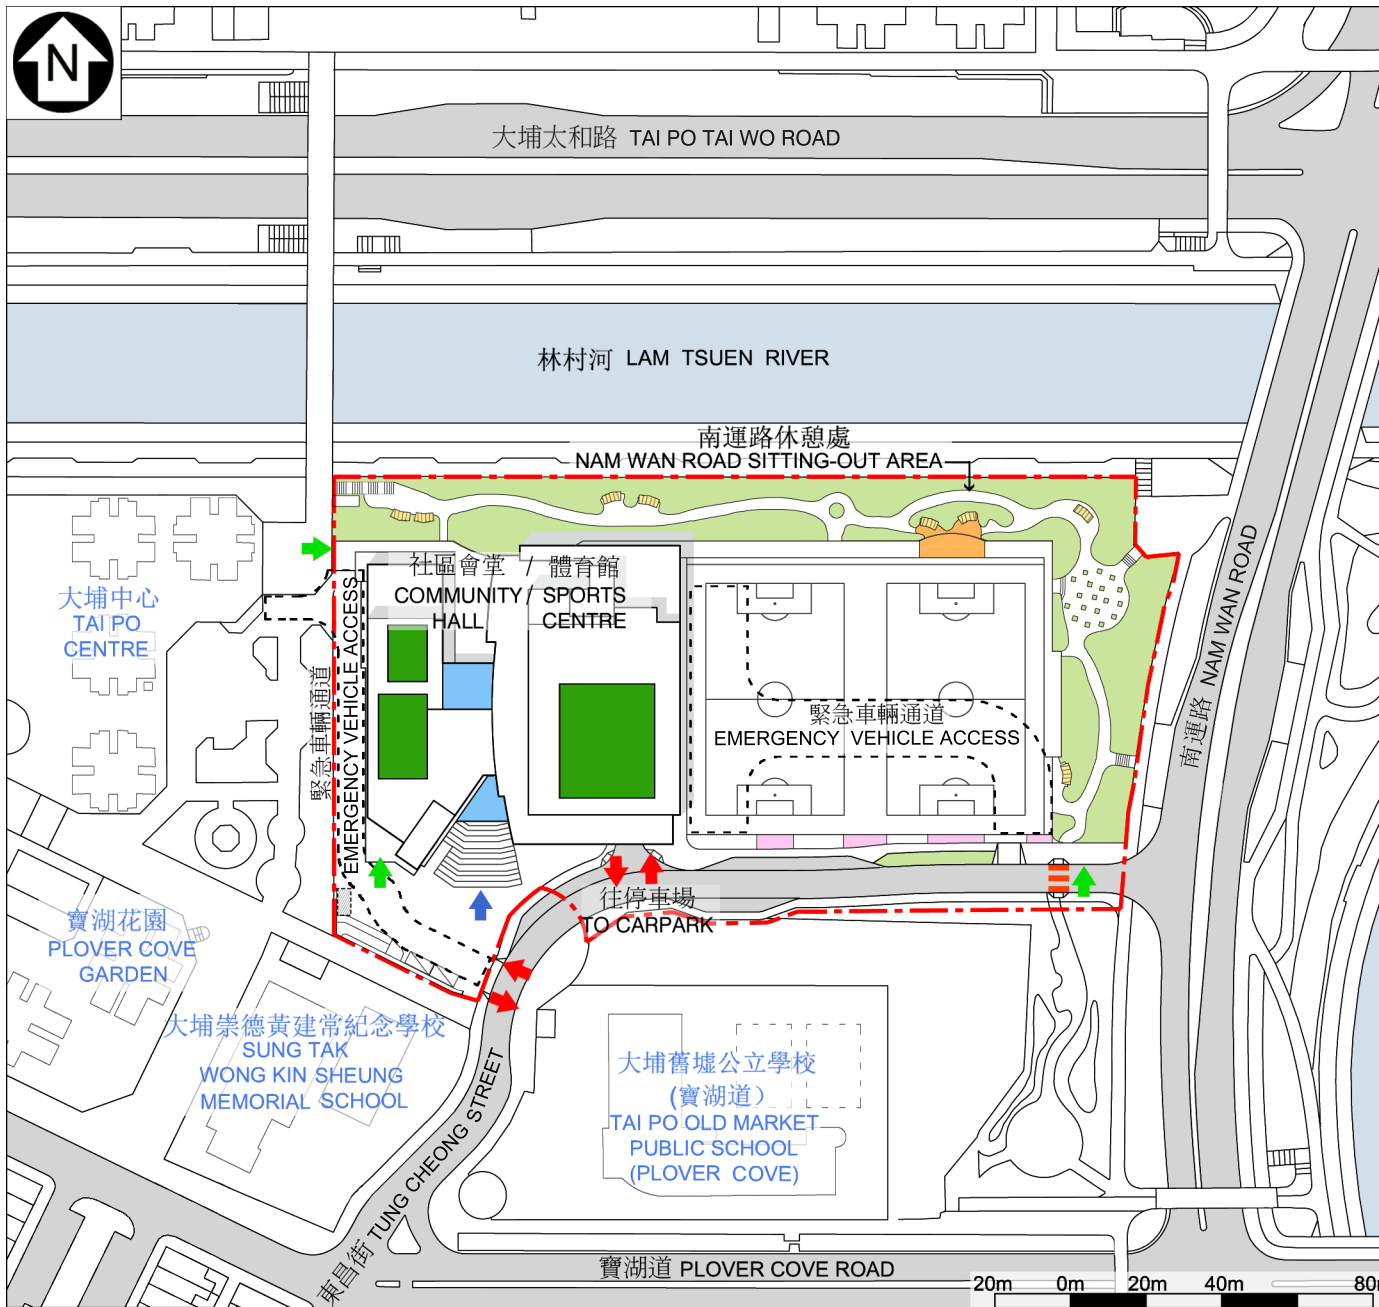 N
大埔太和路 TAI PO TAI WO ROAD
林村河 LAM TSUEN RIVER
南運路休憩處
NAM WAN ROAD SITTING-OUT AREA
社區會堂 / 體育館
COMMUNITY / SPORTS
HALL CENTRE
大埔中心
TAI PO
CENTRE
緊急車輛通道
EMERGENCY VEHICLE ACCESS
緊急車輛通道
EMERGENCY VEHICLE ACCESS
南運路 NAM WAN ROAD
往停車場
TO CARPARK
寶湖花園
PLOVER COVE
GARDEN
大埔崇德黃建常紀念學校
SUNG TAK
WONG KIN SHEUNG
MEMORIAL SCHOOL
大埔舊墟公立學校
(寶湖道)
TAI PO OLD MARKET
PUBLIC SCHOOL
(PLOVER COVE)
東昌街 TUNG CHEONG STREET
寶湖道 PLOVER COVE ROAD
20m 0m 20m 40m 80m